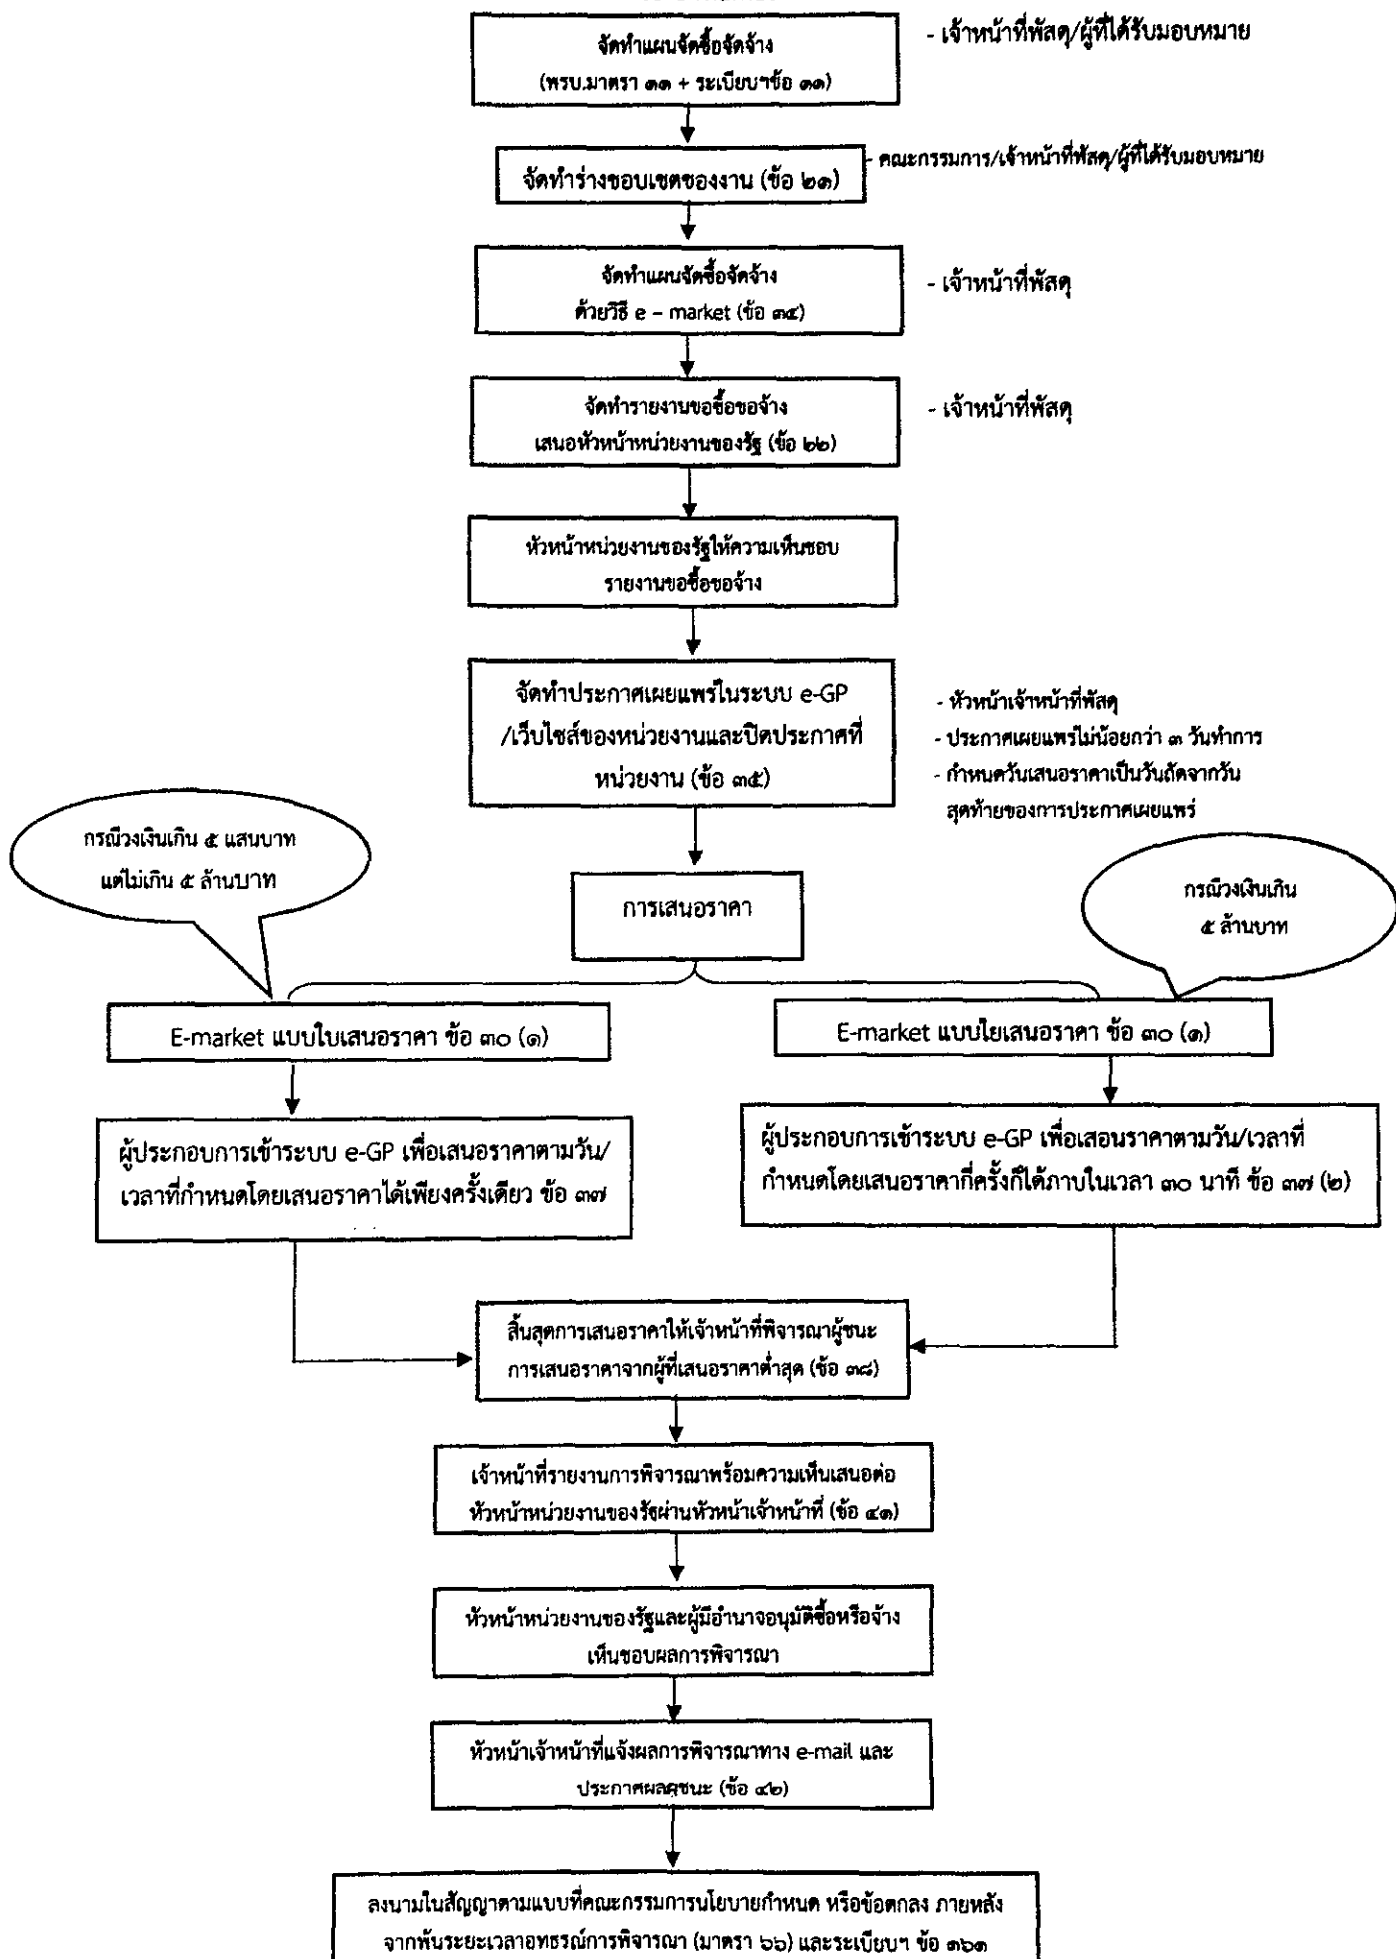 จัดทำแผนจัดซื้อจัดจ้าง
(พรบ.มาตรา ๑๑ + ระเบียบฯข้อ ๑๑)
- เจ้าหน้าที่พัสดุ/ผู้ที่ได้รับมอบหมาย
จัดทำร่างขอบเขตของงาน (ข้อ ๒๑)
- คณะกรรมการ/เจ้าหน้าที่พัสดุ/ผู้ที่ได้รับมอบหมาย
จัดทำแผนจัดซื้อจัดจ้าง
ด้วยวิธี e – market (ข้อ ๓๕)
- เจ้าหน้าที่พัสดุ
จัดทำรายงานขอซื้อขอจ้าง
เสนอหัวหน้าหน่วยงานของรัฐ (ข้อ ๒๒)
- เจ้าหน้าที่พัสดุ
หัวหน้าหน่วยงานของรัฐให้ความเห็นชอบ
รายงานขอซื้อขอจ้าง
จัดทำประกาศเผยแพร่ในระบบ e-GP
/เว็บไซส์ของหน่วยงานและปิดประกาศที่
หน่วยงาน (ข้อ ๓๕)
- หัวหน้าเจ้าหน้าที่พัสดุ
- ประกาศเผยแพร่ไม่น้อยกว่า ๓ วันทำการ
- กำหนดวันเสนอราคาเป็นวันถัดจากวัน
สุดท้ายของการประกาศเผยแพร่
กรณีวงเงินเกิน ๕ แสนบาท
แต่ไม่เกิน ๕ ล้านบาท
การเสนอราคา
กรณีวงเงินเกิน
๕ ล้านบาท
E-market แบบใบเสนอราคา ข้อ ๓๐ (๑)
E-market แบบใยเสนอราคา ข้อ ๓๐ (๑)
ผู้ประกอบการเข้าระบบ e-GP เพื่อเสนอราคาตามวัน/
เวลาที่กำหนดโดยเสนอราคาได้เพียงครั้งเดียว ข้อ ๓๗
ผู้ประกอบการเข้าระบบ e-GP เพื่อเสอนราคาตามวัน/เวลาที่
กำหนดโดยเสนอราคากี่ครั้งก็ได้ภาบในเวลา ๓๐ นาที ข้อ ๓๗ (๒)
สิ้นสุดการเสนอราคาให้เจ้าหน้าที่พิจารณาผู้ชนะ
การเสนอราคาจากผู้ที่เสนอราคาต่ำสุด (ข้อ ๓๘)
เจ้าหน้าที่รายงานการพิจารณาพร้อมความเห็นเสนอต่อ
หัวหน้าหน่วยงานของรัฐผ่านหัวหน้าเจ้าหน้าที่ (ข้อ ๔๑)
หัวหน้าหน่วยงานของรัฐและผู้มีอำนาจอนุมัติซื้อหรือจ้าง
เห็นชอบผลการพิจารณา
หัวหน้าเจ้าหน้าที่แจ้งผลการพิจารณาทาง e-mail และ
ประกาศผลผู้ชนะ (ข้อ ๔๒)
ลงนามในสัญญาตามแบบที่คณะกรรมการนโยบายกำหนด หรือข้อตกลง ภายหลัง
จากพ้นระยะเวลาอุทธรณ์การพิจารณา (มาตรา ๖๖) และระเบียบฯ ข้อ ๑๖๑